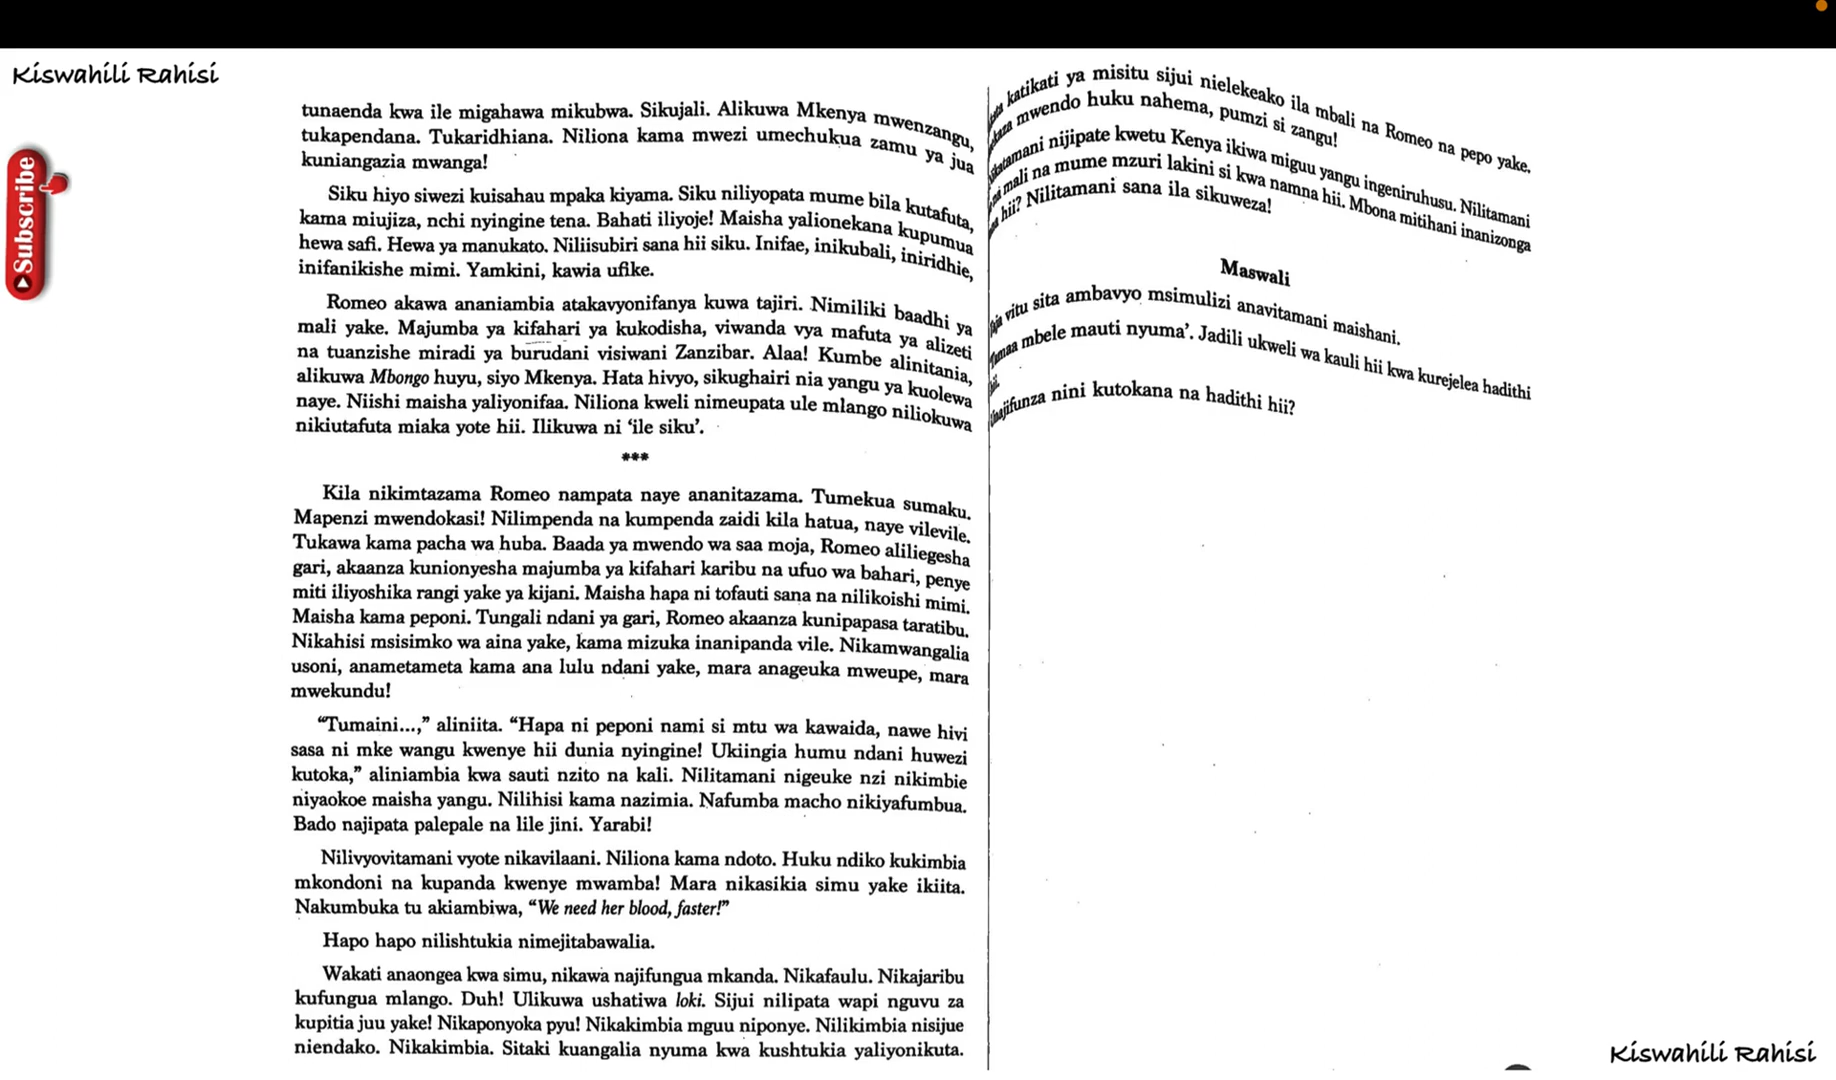 Kiswahili Rahisi
Subscribe
tunaenda kwa ile migahawa mikubwa. Sikujali. Alikuwa Mkenya mwenzangu,
tukapendana. Tukaridhiana. Niliona kama mwezi umechukua zamu ya jua
kuniangazia mwanga!
Siku hiyo siwezi kuisahau mpaka kiyama. Siku niliyopata mume bila kutafuta,
kama miujiza, nchi nyingine tena. Bahati iliyoje! Maisha yalionekana kupumua
hewa safi. Hewa ya manukato. Niliisubiri sana hii siku. Inifae, inikubali, iniridhie,
inifanikishe mimi. Yamkini, kawia ufike.
Romeo akawa ananiambia atakavyonifanya kuwa tajiri. Nimiliki baadhi ya
mali yake. Majumba ya kifahari ya kukodisha, viwanda vya mafuta ya alizeti
na tuanzishe miradi ya burudani visiwani Zanzibar. Alaa! Kumbe alinitania,
alikuwa Mbongo huyu, siyo Mkenya. Hata hivyo, sikughairi nia yangu ya kuolewa
naye. Niishi maisha yaliyonifaa. Niliona kweli nimeupata ule mlango niliokuwa
nikiutafuta miaka yote hii. Ilikuwa ni ‘ile siku’.
***
Kila nikimtazama Romeo nampata naye ananitazama. Tumekua sumaku.
Mapenzi mwendokasi! Nilimpenda na kumpenda zaidi kila hatua, naye vilevile.
Tukawa kama pacha wa huba. Baada ya mwendo wa saa moja, Romeo aliliegesha
gari, akaanza kunionyesha majumba ya kifahari karibu na ufuo wa bahari, penye
miti iliyoshika rangi yake ya kijani. Maisha hapa ni tofauti sana na nilikoishi mimi.
Maisha kama peponi. Tungali ndani ya gari, Romeo akaanza kunipapasa taratibu.
Nikahisi msisimko wa aina yake, kama mizuka inanipanda vile. Nikamwangalia
usoni, anametameta kama ana lulu ndani yake, mara anageuka mweupe, mara
mwekundu!
“Tumaini...,” aliniita. “Hapa ni peponi nami si mtu wa kawaida, nawe hivi
sasa ni mke wangu kwenye hii dunia nyingine! Ukiingia humu ndani huwezi
kutoka,” aliniambia kwa sauti nzito na kali. Nilitamani nigeuke nzi nikimbie
niyaokoe maisha yangu. Nilihisi kama nazimia. Nafumba macho nikiyafumbua.
Bado najipata palepale na lile jini. Yarabi!
Nilivyovitamani vyote nikavilaani. Niliona kama ndoto. Huku ndiko kukimbia
mkondoni na kupanda kwenye mwamba! Mara nikasikia simu yake ikiita.
Nakumbuka tu akiambiwa, “We need her blood, faster!”
Hapo hapo nilishtukia nimejitabawalia.
Wakati anaongea kwa simu, nikawa najifungua mkanda. Nikafaulu. Nikajaribu
kufungua mlango. Duh! Ulikuwa ushatiwa loki. Sijui nilipata wapi nguvu za
kupitia juu yake! Nikaponyoka pyu! Nikakimbia mguu niponye. Nilikimbia nisijue
niendako. Nikakimbia. Sitaki kuangalia nyuma kwa kushtukia yaliyonikuta.
katikati ya misitu sijui nielekeako ila mbali na Romeo na pepo yake.
mwendo huku nahema, pumzi si zangu!
nijipate kwetu Kenya ikiwa miguu yangu ingeniruhusu. Nilitamani
mali na mume mzuri lakini si kwa namna hii. Mbona mitihani inanizonga
hii? Nilitamani sana ila sikuweza!
Maswali
vitu sita ambavyo msimulizi anavitamani maishani.
mbele mauti nyuma’. Jadili ukweli wa kauli hii kwa kurejelea hadithi
nini kutokana na hadithi hii?
Kiswahili Rahisi